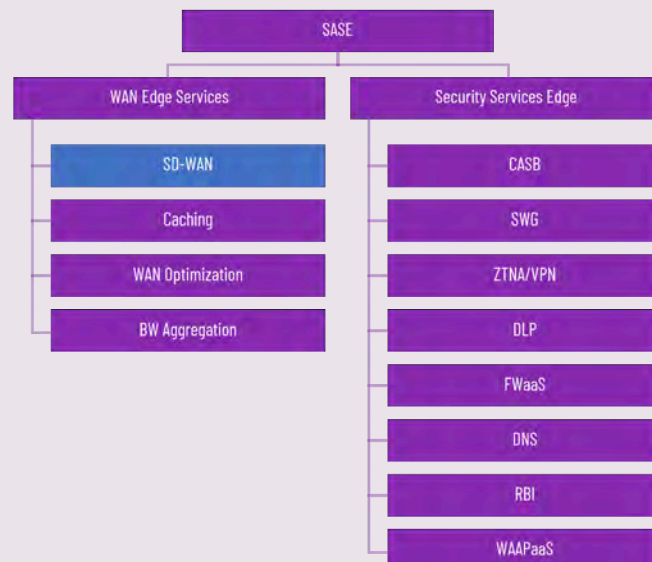 SASE
WAN Edge Services
SD-WAN
Caching
WAN Optimization
BW Aggregation
Security Services Edge
CASB
SWG
ZTNA/VPN
DLP
FWaaS
DNS
RBI
WAAPaaS